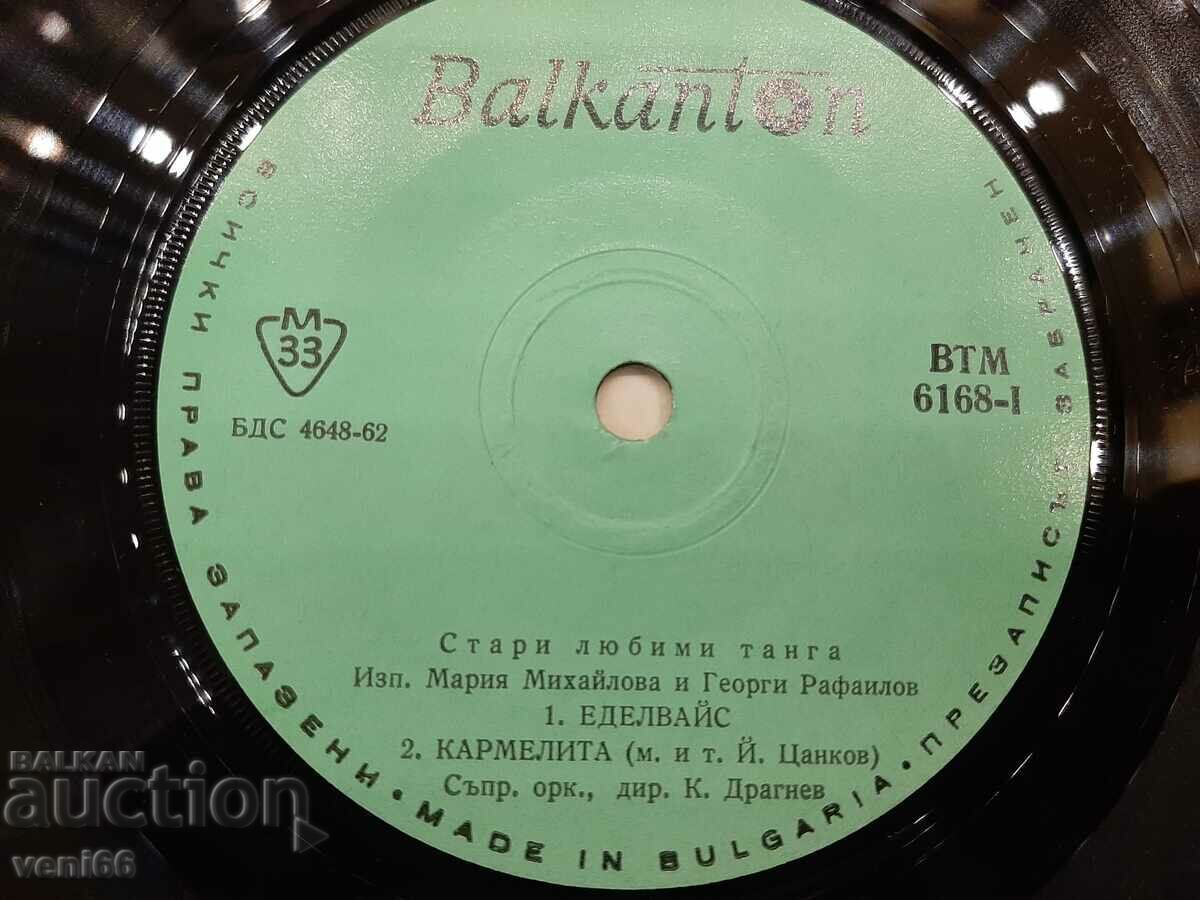 Balkanton
ВСИЧКИ ПРАВА ЗАПАЗЕНИ • MADE IN BULGARIA • ПРЕЗАПИСЪТ ЗАБРАНЕН
М
33
БДС 4648-62
ВТМ
6168-I
Стари любими танга
Изп. Мария Михайлова и Георги Рафаилов
1. ЕДЕЛВАЙС
2. КАРМЕЛИТА (м. и т. Й. Цанков)
Съпр. орк., дир. К. Драгнев
BALKAN
auction
veni66